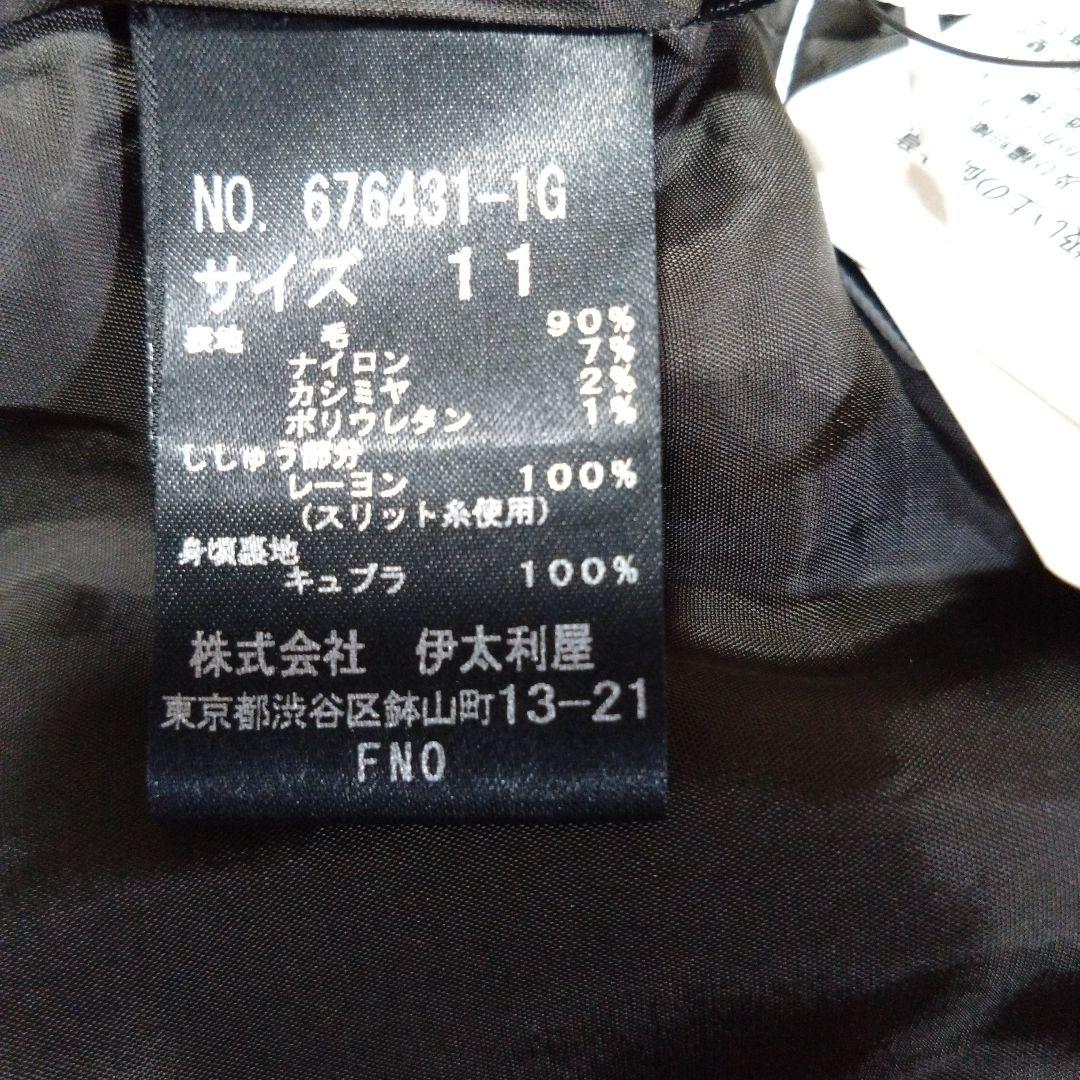 NO. 676431-1G
サイズ 11
表地 毛 90%
ナイロン 7%
カシミヤ 2%
ポリウレタン 1%
ししゅう部分
レーヨン 100%
(スリット糸使用)
身頃裏地
キュプラ 100%
株式会社 伊太利屋
東京都渋谷区鉢山町13-21
FNO